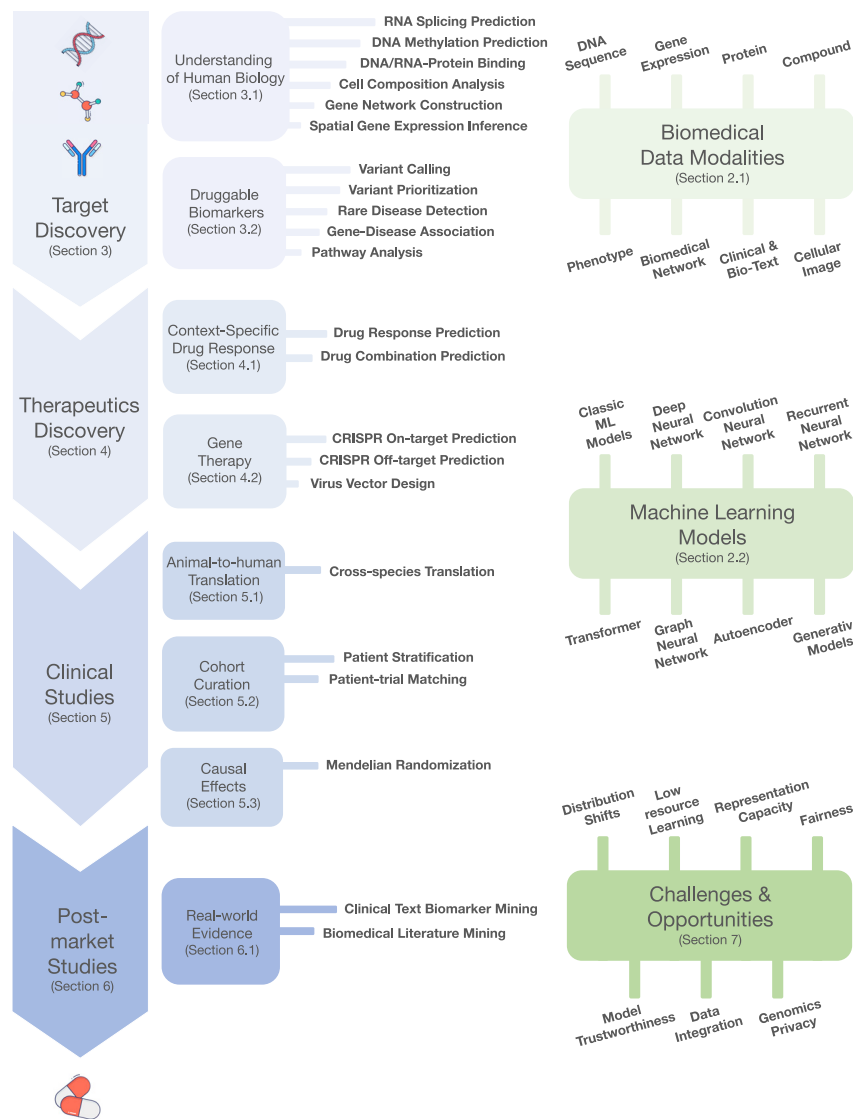 Target
Discovery
(Section 3)
Understanding
of Human Biology
(Section 3.1)
RNA Splicing Prediction
DNA Methylation Prediction
DNA/RNA-Protein Binding
Cell Composition Analysis
Gene Network Construction
Spatial Gene Expression Inference
Druggable
Biomarkers
(Section 3.2)
Variant Calling
Variant Prioritization
Rare Disease Detection
Gene-Disease Association
Pathway Analysis
Therapeutics
Discovery
(Section 4)
Context-Specific
Drug Response
(Section 4.1)
Drug Response Prediction
Drug Combination Prediction
Gene
Therapy
(Section 4.2)
CRISPR On-target Prediction
CRISPR Off-target Prediction
Virus Vector Design
Clinical
Studies
(Section 5)
Animal-to-human
Translation
(Section 5.1)
Cross-species Translation
Cohort
Curation
(Section 5.2)
Patient Stratification
Patient-trial Matching
Causal
Effects
(Section 5.3)
Mendelian Randomization
Post-
market
Studies
(Section 6)
Real-world
Evidence
(Section 6.1)
Clinical Text Biomarker Mining
Biomedical Literature Mining
DNA
Sequence
Gene
Expression
Protein
Compound
Biomedical
Data Modalities
(Section 2.1)
Phenotype
Biomedical
Network
Clinical &
Bio-Text
Cellular
Image
Classic
ML
Models
Deep
Neural
Network
Convolution
Neural
Network
Recurrent
Neural
Network
Machine Learning
Models
(Section 2.2)
Transformer
Graph
Neural
Network
Autoencoder
Generativ
Models
Distribution
Shifts
Low
resource
Learning
Representation
Capacity
Fairness
Challenges &
Opportunities
(Section 7)
Model
Trustworthiness
Data
Integration
Genomics
Privacy